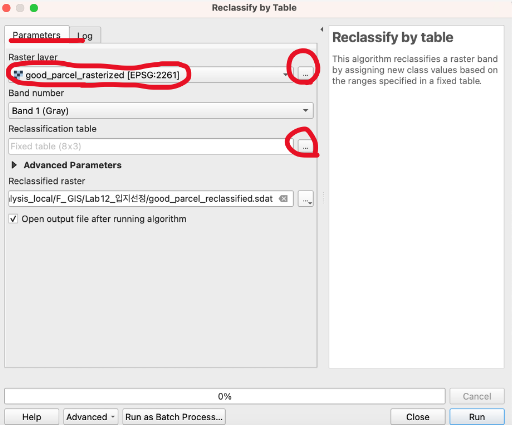 Reclassify by Table
Parameters
Log
Raster layer
good_parcel_rasterized [EPSG:2261]
...
Band number
Band 1 (Gray)
Reclassification table
Fixed table (8x3)
...
Advanced Parameters
Reclassified raster
alysis_local/F_GIS/Lab12_입지선정/good_parcel_reclassified.sdat
...
Open output file after running algorithm
Reclassify by table
This algorithm reclassifies a raster band
by assigning new class values based on
the ranges specified in a fixed table.
0%
Cancel
Help
Advanced
Run as Batch Process...
Close
Run